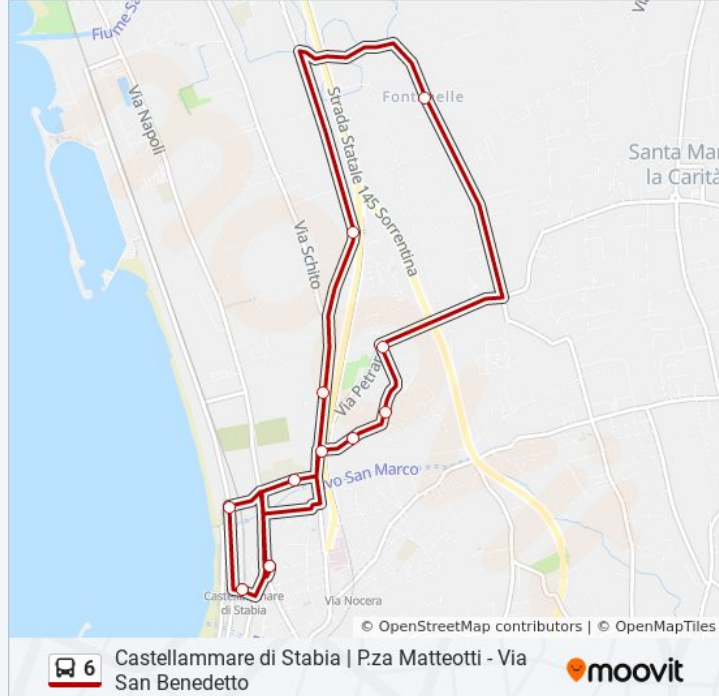 Fiume Sa
Via Napoli
Fontanelle
Strada Statale 145 Sorrentina
Santa Mar
la Carità
Via Schito
Via Petrar
vo San Marco
Castellammare
di Stabia
Via Nocera
© OpenStreetMap contributors | © OpenMapTiles
6
Castellammare di Stabia | P.za Matteotti - Via
San Benedetto
moovit